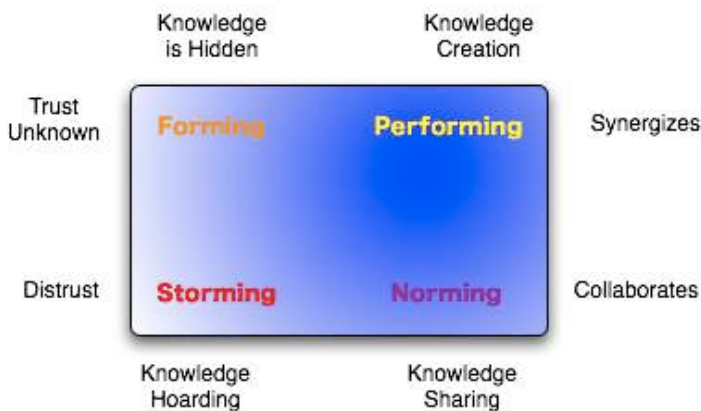 Knowledge
is Hidden
Knowledge
Creation
Trust
Unknown
Forming
Performing
Synergizes
Distrust
Storming
Norming
Collaborates
Knowledge
Hoarding
Knowledge
Sharing